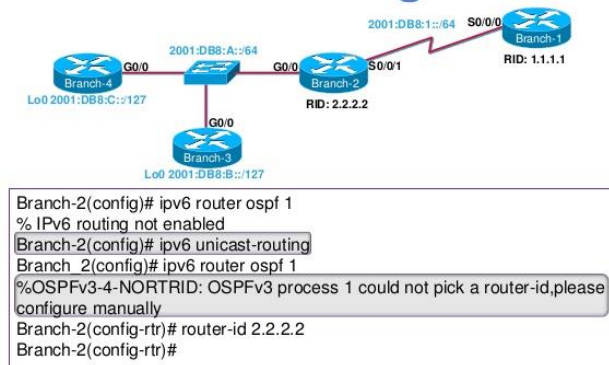 2001:DB8:1::/64
S0/0/0
Branch-1
RID: 1.1.1.1
2001:DB8:A::/64
G0/0
G0/0
S0/0/1
Branch-4
Branch-2
Lo0 2001:DB8:C::/127
RID: 2.2.2.2
G0/0
Branch-3
Lo0 2001:DB8:B::/127
Branch-2(config)# ipv6 router ospf 1
% IPv6 routing not enabled
Branch-2(config)# ipv6 unicast-routing
Branch_2(config)# ipv6 router ospf 1
%OSPFv3-4-NORTRID: OSPFv3 process 1 could not pick a router-id,please
configure manually
Branch-2(config-rtr)# router-id 2.2.2.2
Branch-2(config-rtr)#